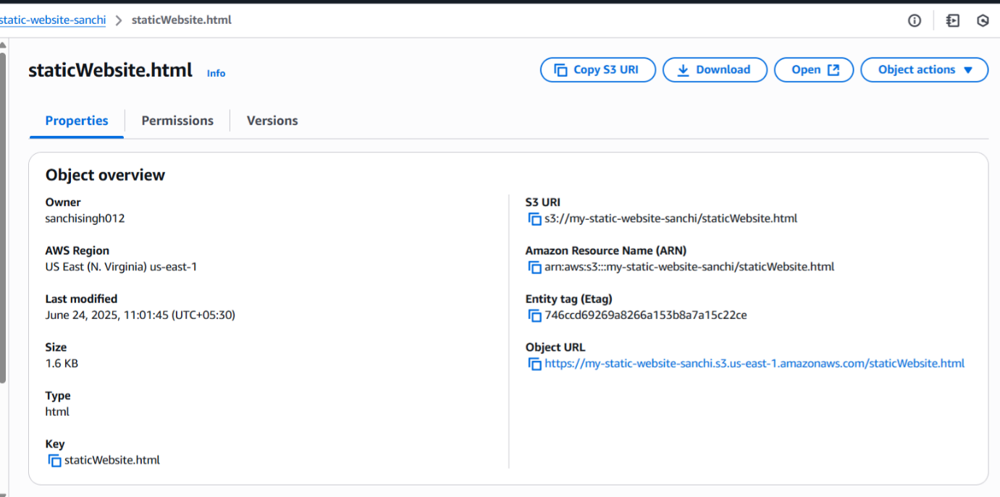 static-website-sanchi > staticWebsite.html
staticWebsite.html Info
Copy S3 URI Download Open Object actions
Properties Permissions Versions
Object overview
Owner
sanchisingh012
AWS Region
US East (N. Virginia) us-east-1
Last modified
June 24, 2025, 11:01:45 (UTC+05:30)
Size
1.6 KB
Type
html
Key
staticWebsite.html
S3 URI
s3://my-static-website-sanchi/staticWebsite.html
Amazon Resource Name (ARN)
arn:aws:s3:::my-static-website-sanchi/staticWebsite.html
Entity tag (Etag)
746ccd69269a8266a153b8a7a15c22ce
Object URL
https://my-static-website-sanchi.s3.us-east-1.amazonaws.com/staticWebsite.html